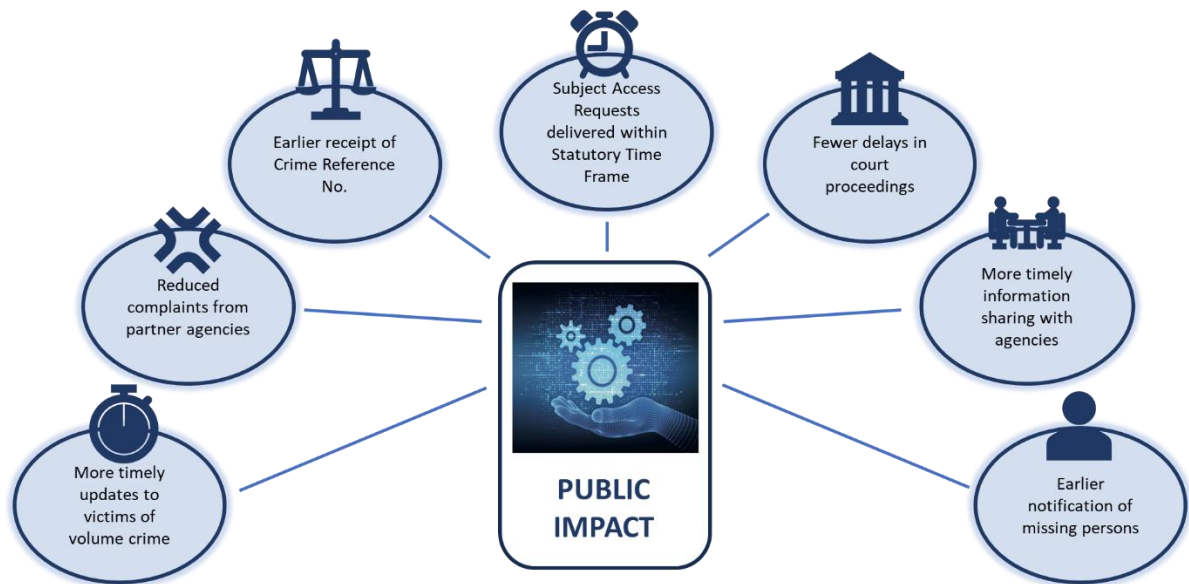 More timely
updates to
victims of
volume crime
Reduced
complaints from
partner agencies
Earlier receipt of
Crime Reference
No.
Subject Access
Requests
delivered within
Statutory Time
Frame
Fewer delays in
court
proceedings
More timely
information
sharing with
agencies
Earlier
notification of
missing persons
PUBLIC
IMPACT